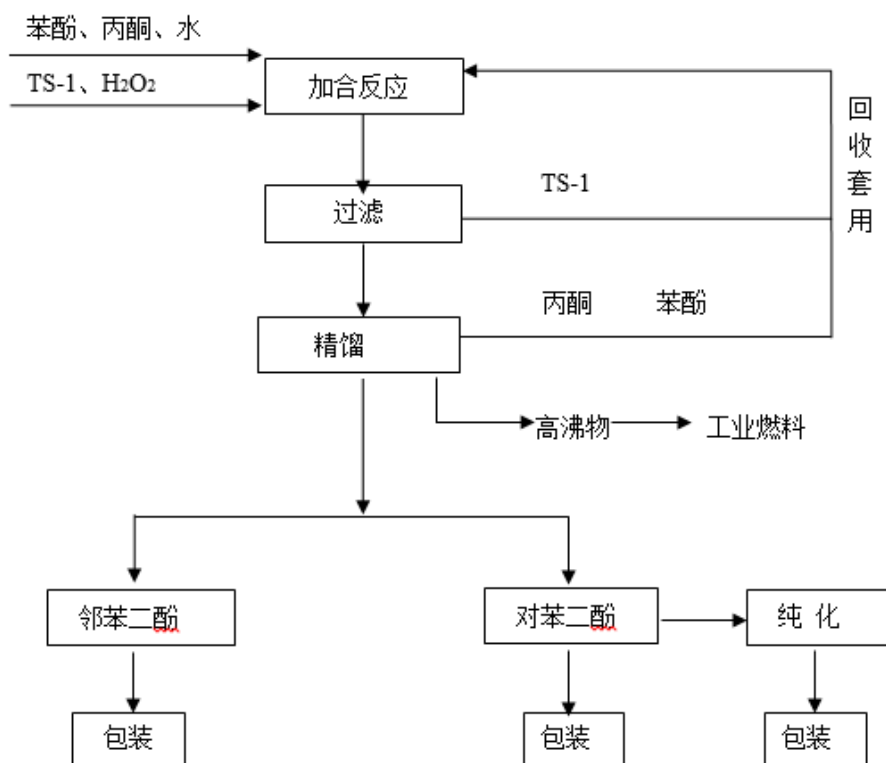 苯酚、丙酮、水
TS-1、H2O2
加合反应
回收套用
过滤
TS-1
丙酮 苯酚
精馏
高沸物
工业燃料
邻苯二酚
对苯二酚
纯 化
包装
包装
包装